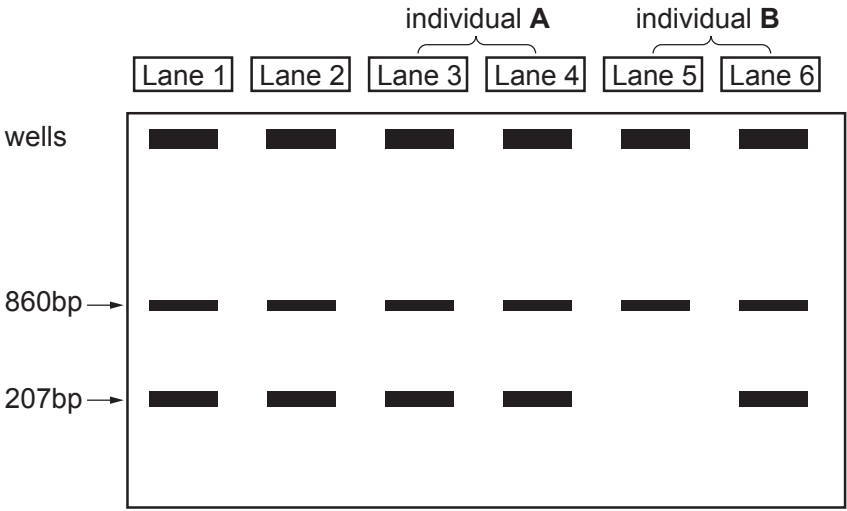 individual A individual B
Lane 1 Lane 2 Lane 3 Lane 4 Lane 5 Lane 6
wells
860bp
207bp